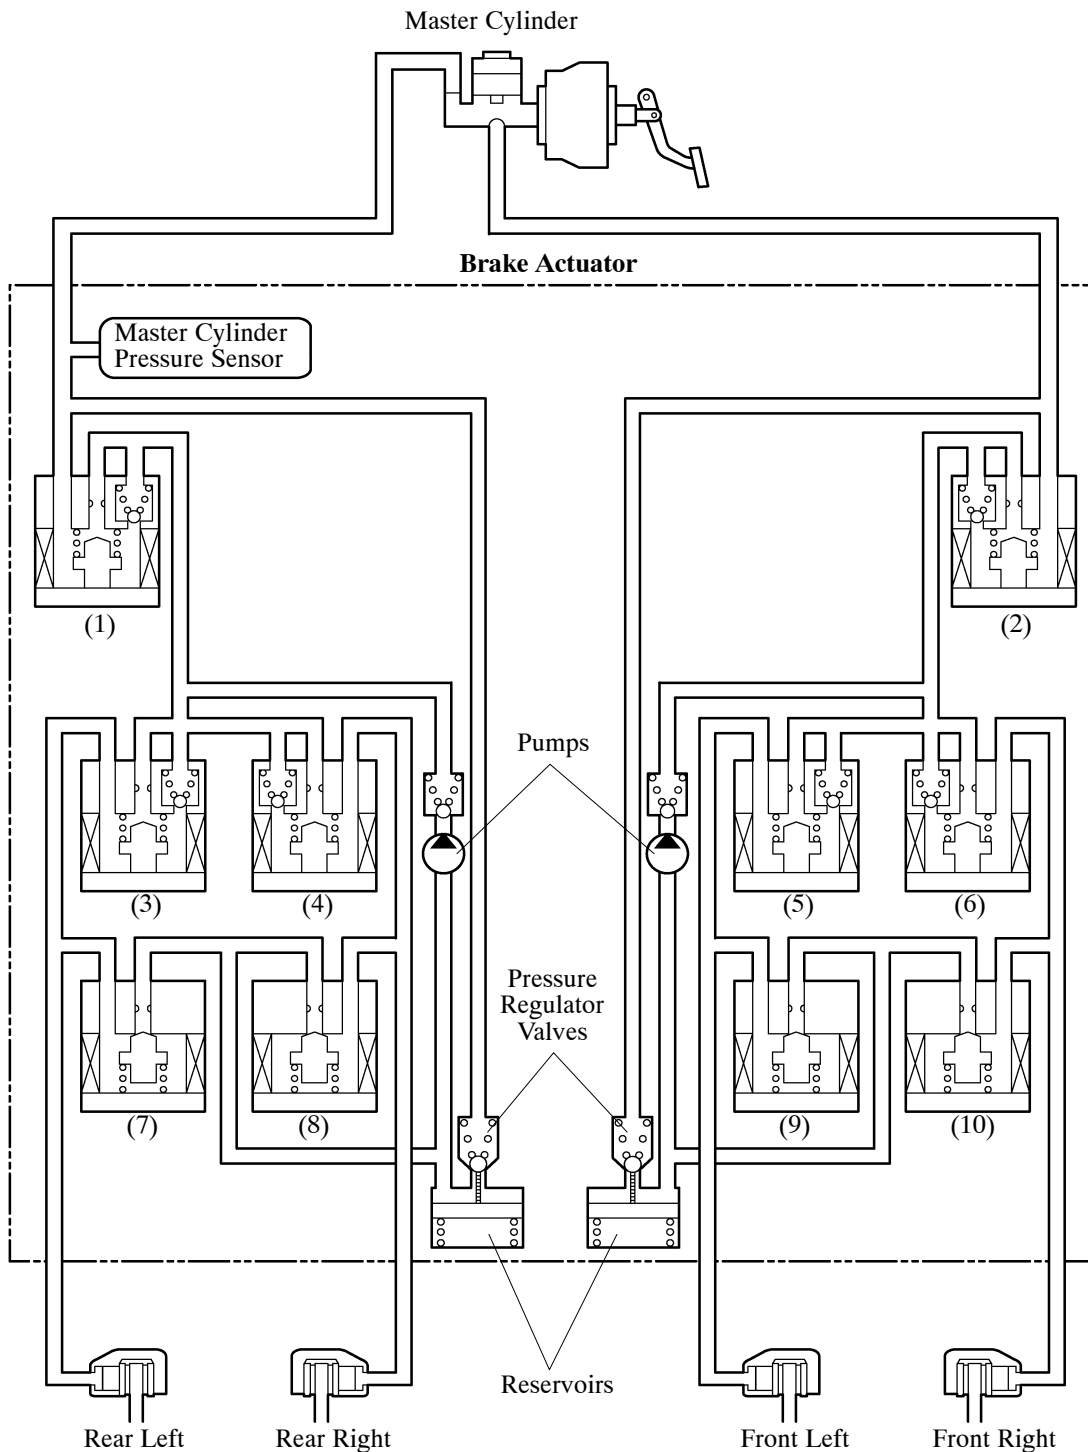 Master Cylinder
Brake Actuator
Master Cylinder
Pressure Sensor
(1)
(2)
Pumps
(3)
(4)
(5)
(6)
Pressure
Regulator
Valves
(7)
(8)
(9)
(10)
Reservoirs
Rear Left
Rear Right
Front Left
Front Right